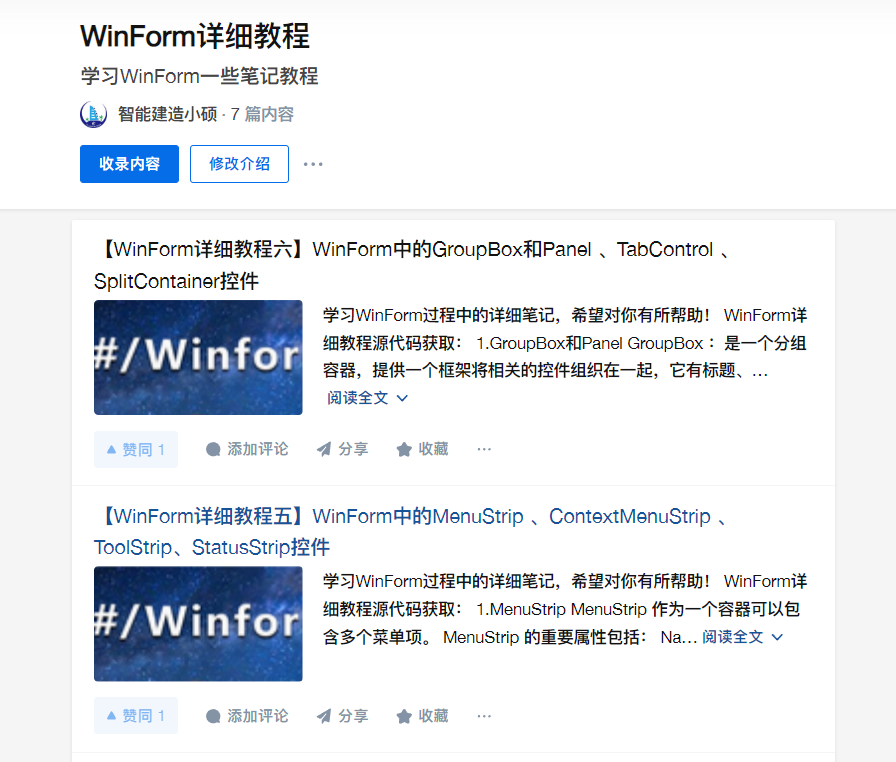 WinForm详细教程
学习WinForm一些笔记教程
智能建造小硕 · 7 篇内容
收录内容 修改介绍 ···
【WinForm详细教程六】WinForm中的GroupBox和Panel 、TabControl 、
SplitContainer控件
#/Winfor
学习WinForm过程中的详细笔记，希望对你有所帮助！ WinForm详
细教程源代码获取： 1.GroupBox和Panel GroupBox ：是一个分组
容器，提供一个框架将相关的控件组织在一起，它有标题、…
阅读全文
赞同 1 添加评论 分享 收藏 ···
【WinForm详细教程五】WinForm中的MenuStrip 、ContextMenuStrip 、
ToolStrip、StatusStrip控件
#/Winfor
学习WinForm过程中的详细笔记，希望对你有所帮助！ WinForm详
细教程源代码获取： 1.MenuStrip MenuStrip 作为一个容器可以包
含多个菜单项。 MenuStrip 的重要属性包括： Na… 阅读全文
赞同 1 添加评论 分享 收藏 ···